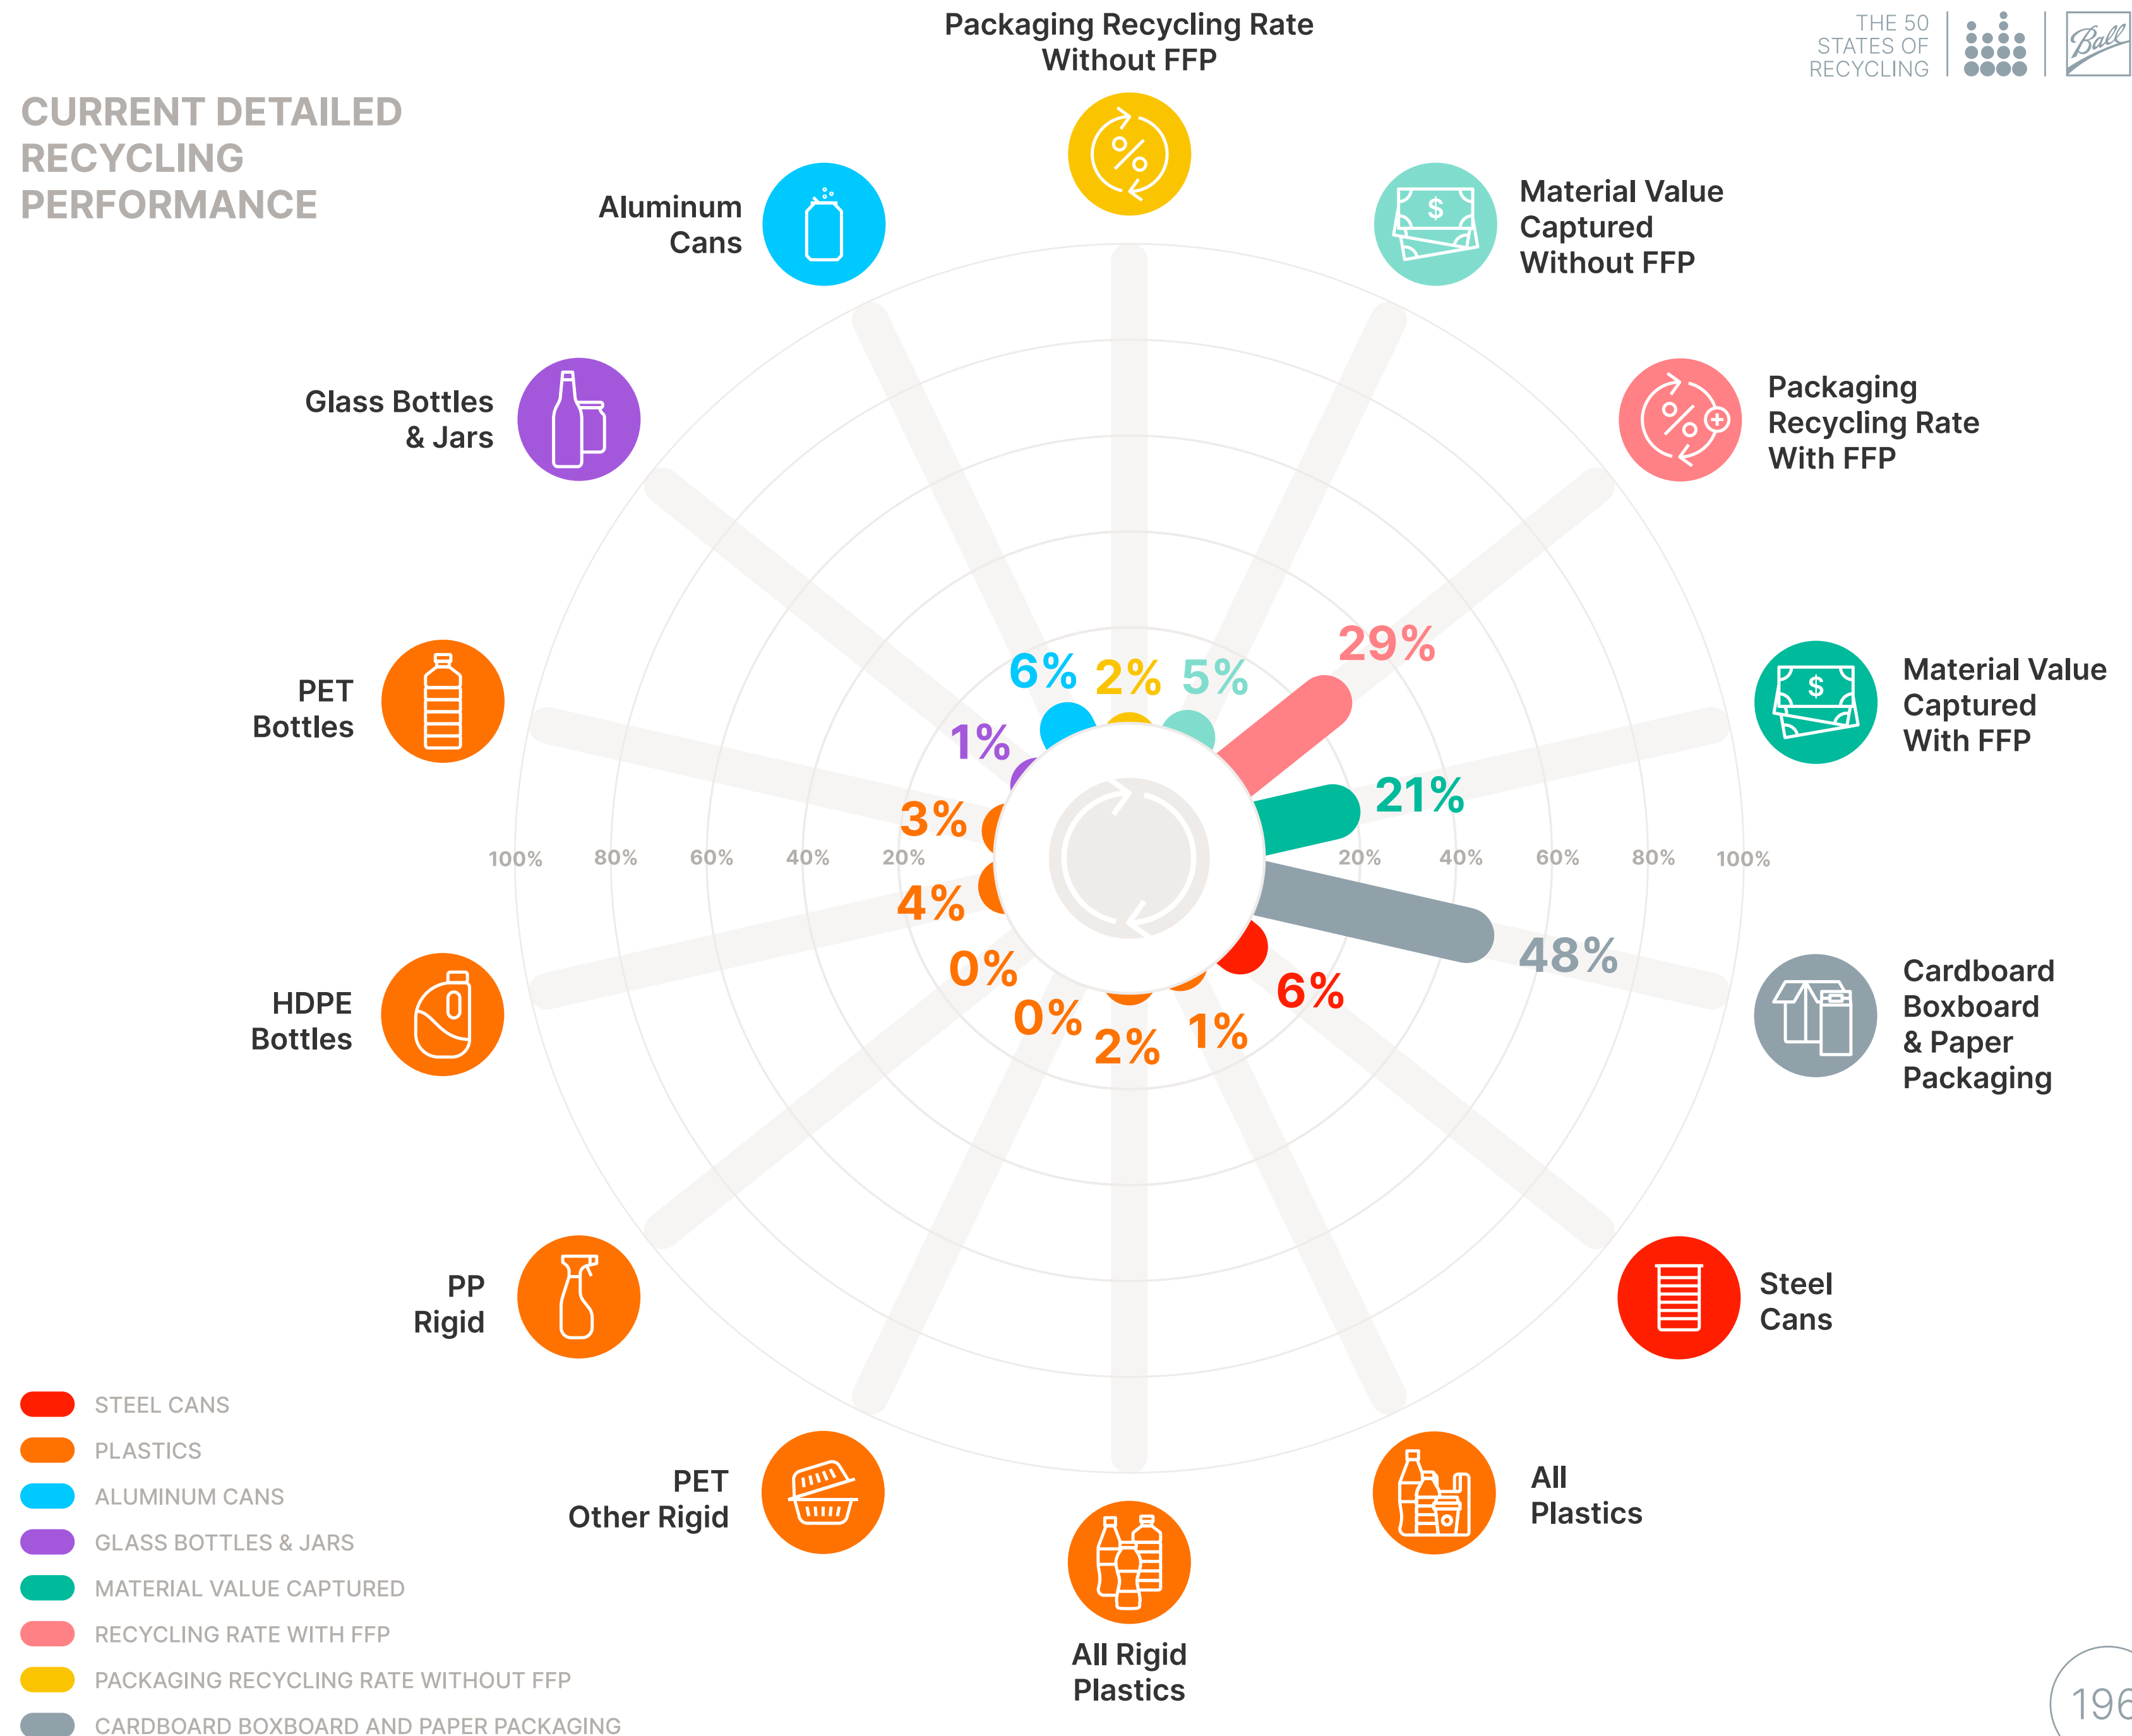 THE 50
STATES OF
RECYCLING
Ball
CURRENT DETAILED
RECYCLING
PERFORMANCE
Packaging Recycling Rate
Without FFP
Material Value
Captured
Without FFP
Packaging
Recycling Rate
With FFP
Material Value
Captured
With FFP
Cardboard
Boxboard
& Paper
Packaging
Steel
Cans
All
Plastics
All Rigid
Plastics
PET
Other Rigid
PP
Rigid
HDPE
Bottles
PET
Bottles
Glass Bottles
& Jars
Aluminum
Cans
2%
5%
29%
21%
48%
6%
1%
2%
0%
0%
4%
3%
1%
6%
100% 80% 60% 40% 20% 20% 40% 60% 80% 100%
STEEL CANS
PLASTICS
ALUMINUM CANS
GLASS BOTTLES & JARS
MATERIAL VALUE CAPTURED
RECYCLING RATE WITH FFP
PACKAGING RECYCLING RATE WITHOUT FFP
CARDBOARD BOXBOARD AND PAPER PACKAGING
196